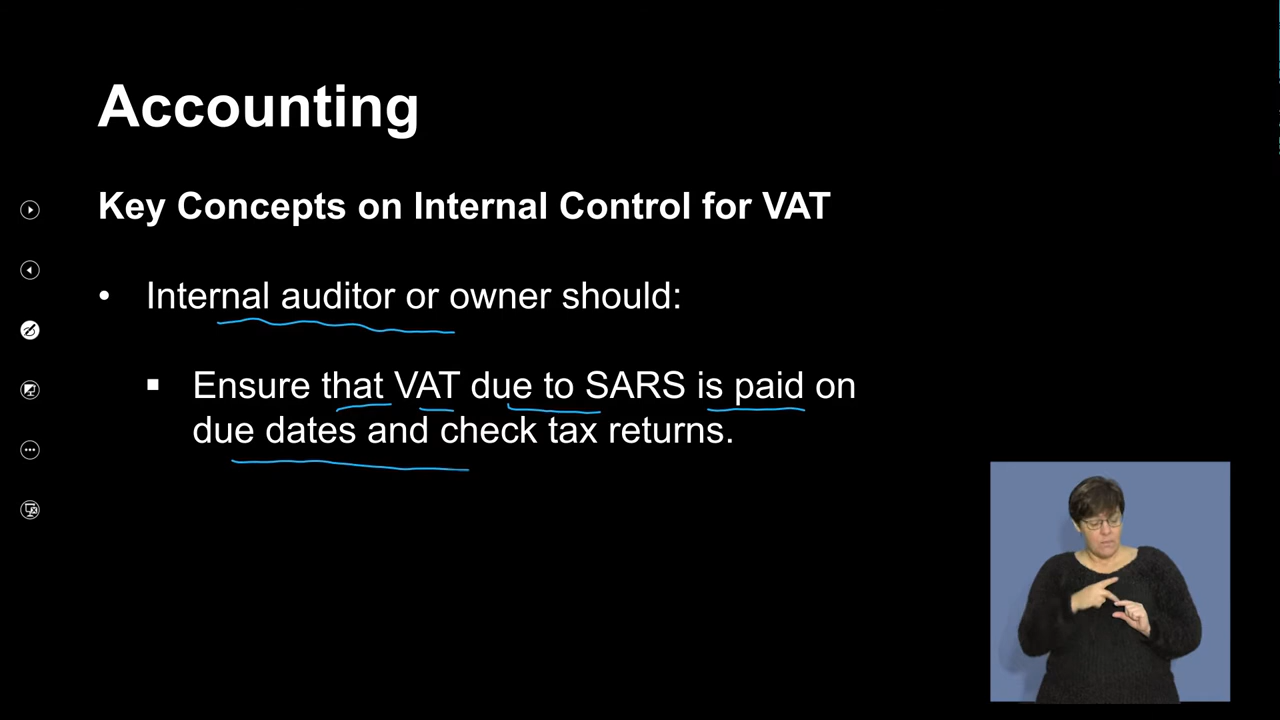 Accounting
Key Concepts on Internal Control for VAT
• Internal auditor or owner should:
▪ Ensure that VAT due to SARS is paid on
due dates and check tax returns.